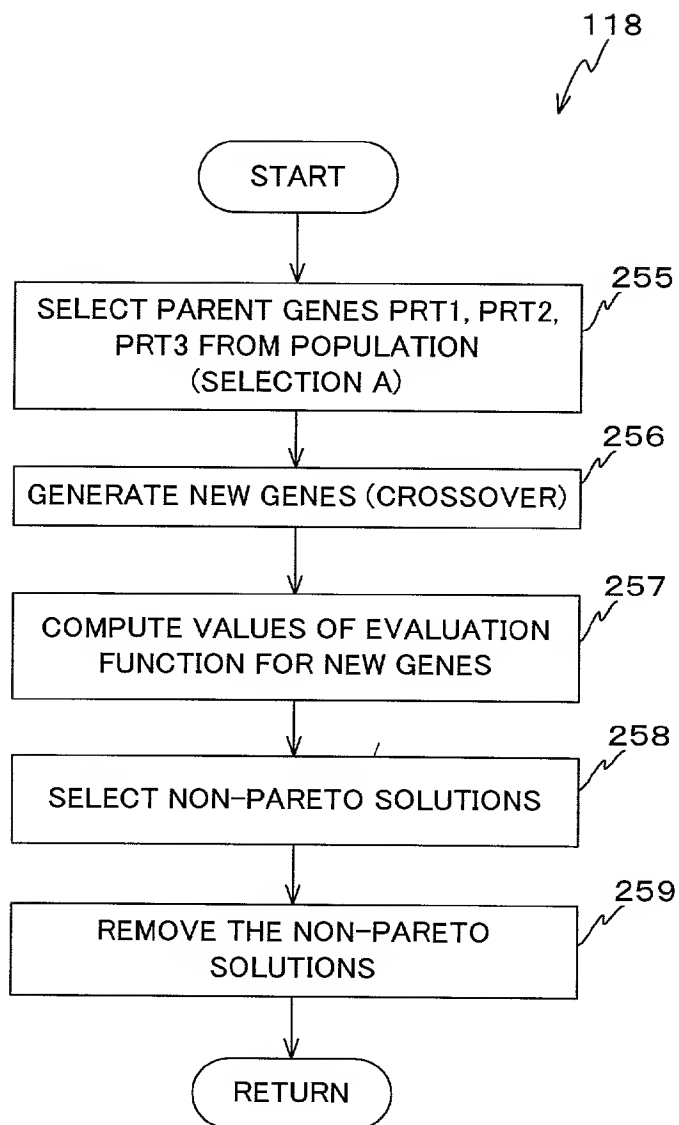 118
START
255
SELECT PARENT GENES PRT1, PRT2,
PRT3 FROM POPULATION
(SELECTION A)
256
GENERATE NEW GENES (CROSSOVER)
257
COMPUTE VALUES OF EVALUATION
FUNCTION FOR NEW GENES
258
SELECT NON-PARETO SOLUTIONS
259
REMOVE THE NON-PARETO
SOLUTIONS
RETURN